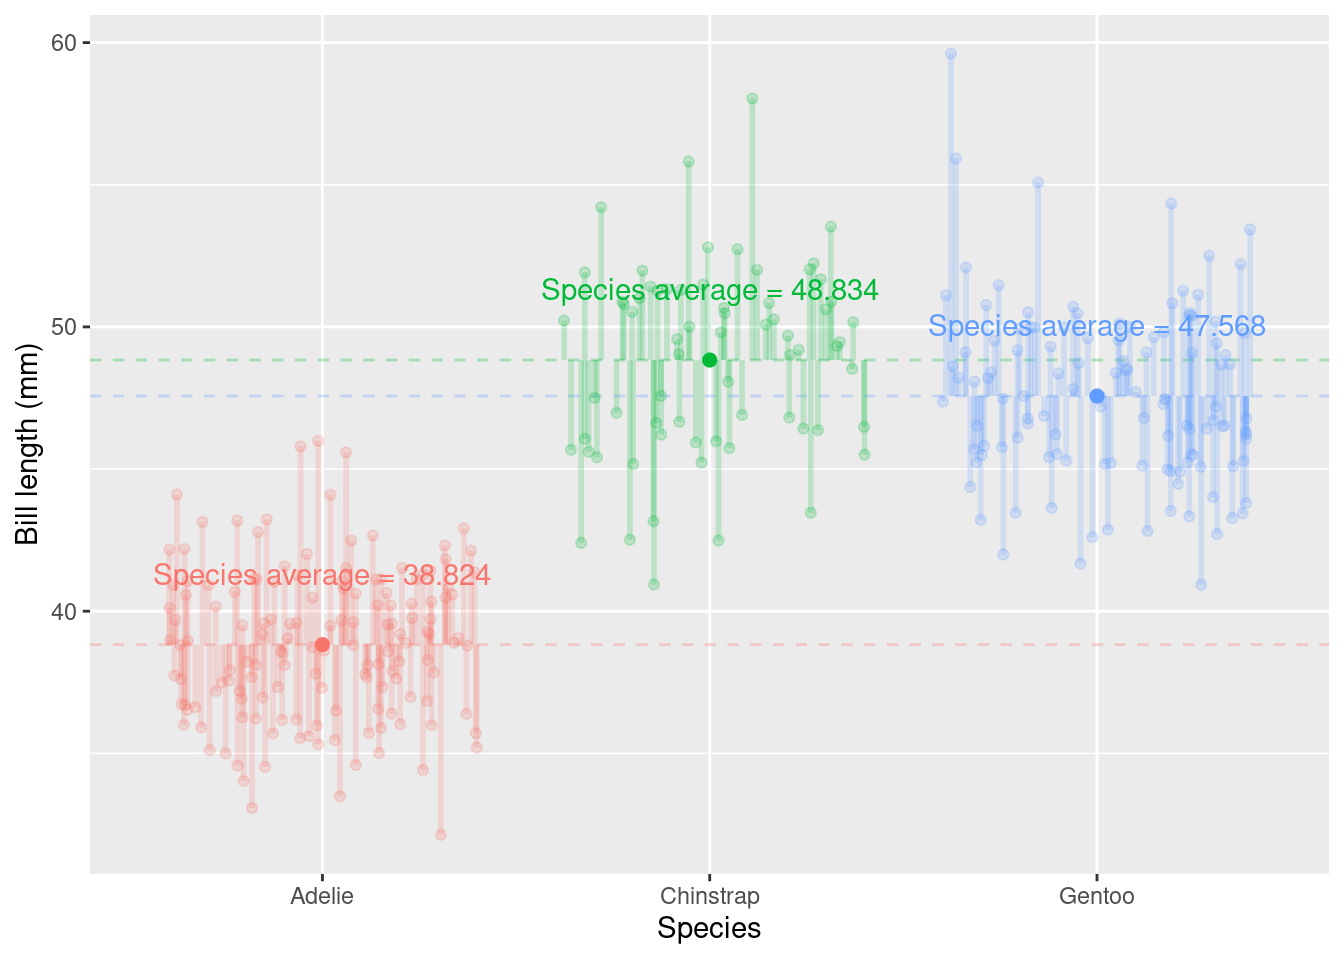 60
50
40
Bill length (mm)
Species average = 48.834
Species average = 47.568
Species average = 38.824
Adelie
Chinstrap
Gentoo
Species